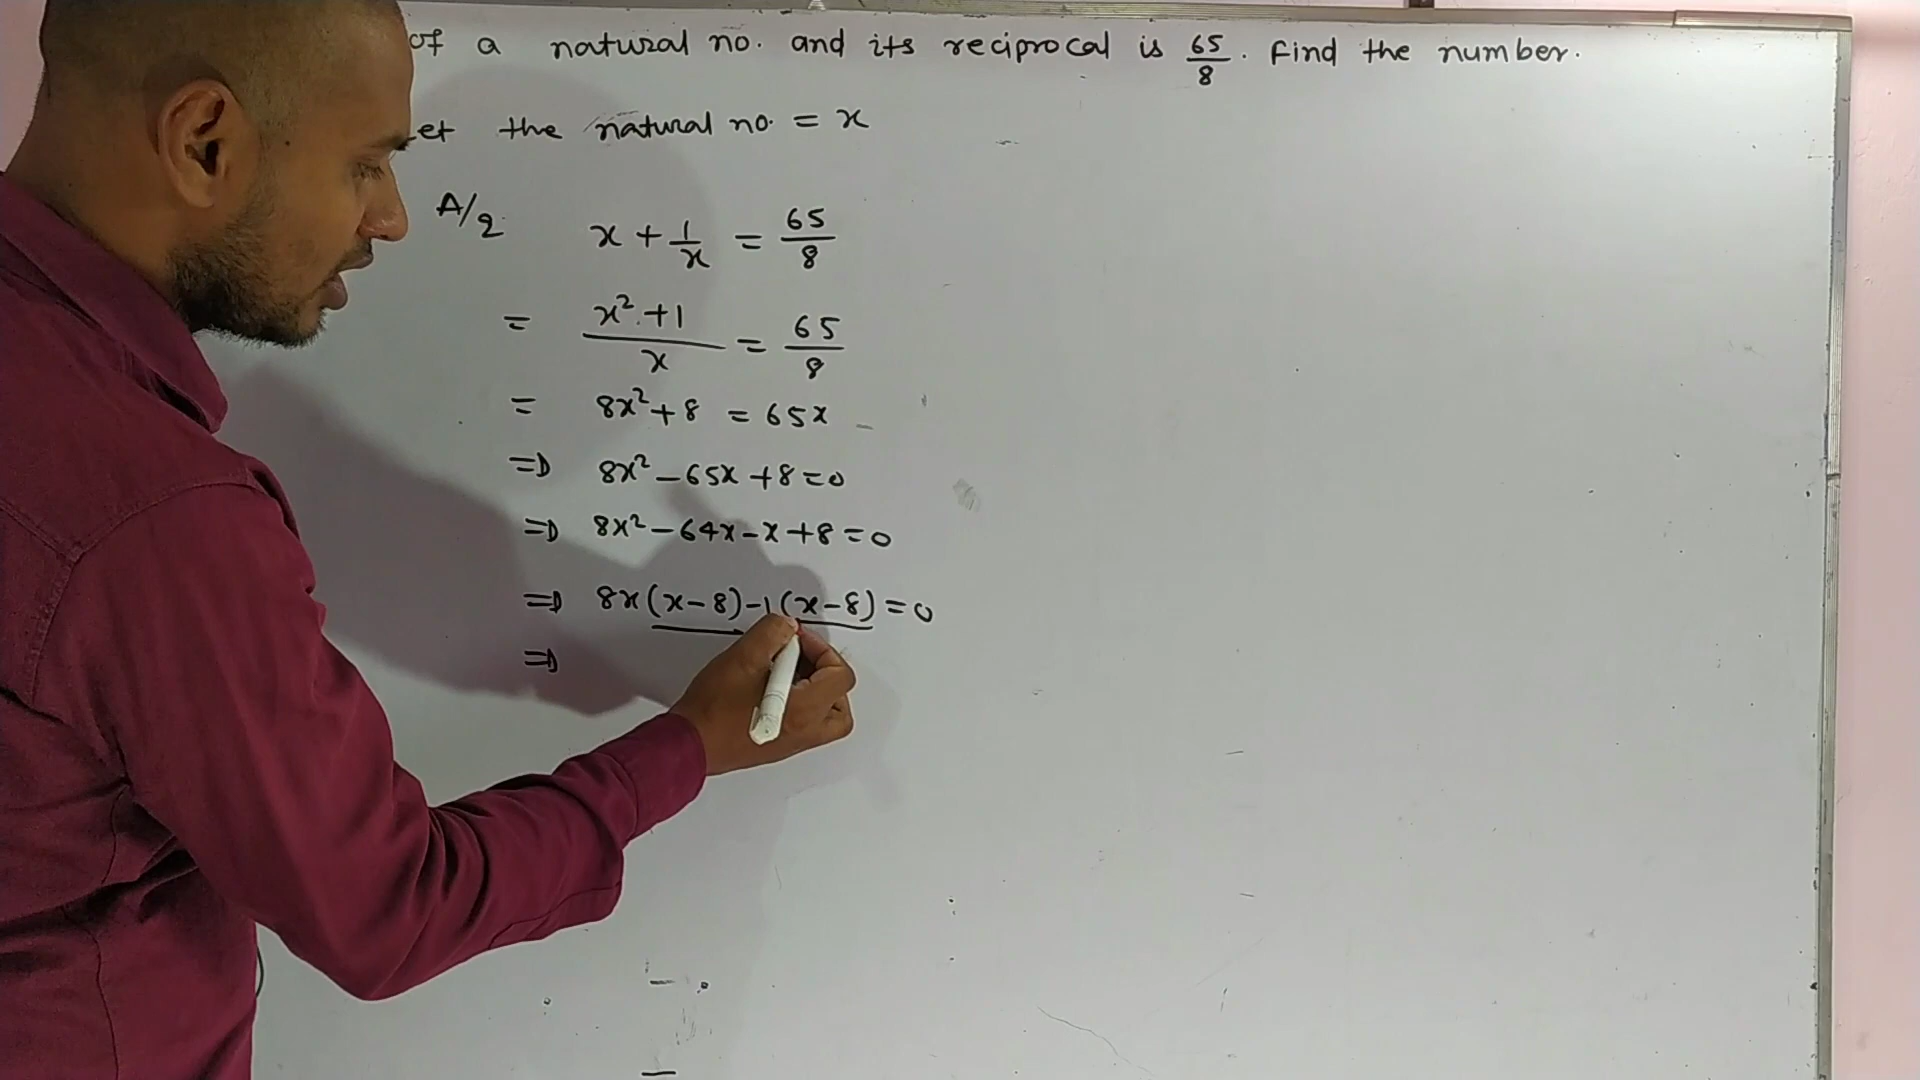 of a natural no. and its reciprocal is 65/8. Find the number.
et the natural no. = x
A/q x + 1/x = 65/8
= x²+1/x = 65/8
= 8x²+8 = 65x
=> 8x²-65x+8=0
=> 8x²-64x-x+8=0
=> 8x(x-8)-1(x-8)=0
=>